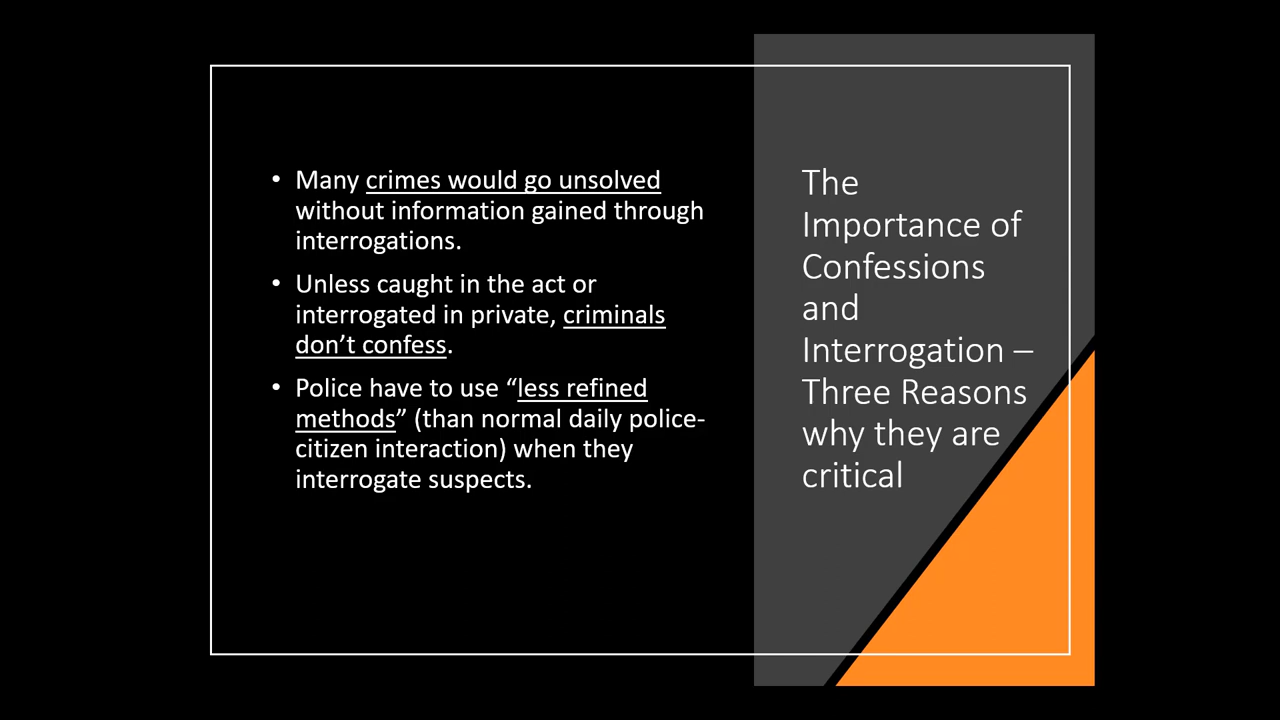 • Many crimes would go unsolved
without information gained through
interrogations.
• Unless caught in the act or
interrogated in private, criminals
don’t confess.
• Police have to use “less refined
methods” (than normal daily police-
citizen interaction) when they
interrogate suspects.
The
Importance of
Confessions
and
Interrogation –
Three Reasons
why they are
critical